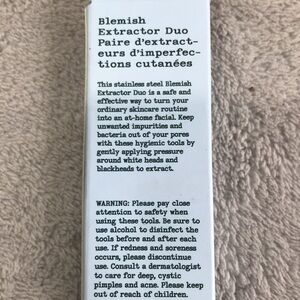 Blemish
Extractor Duo
Paire d'extract-
eurs d'imperfec-
tions cutanées
This stainless steel Blemish
Extractor Duo is a safe and
effective way to turn your
ordinary skincare routine
into an at-home facial. Keep
unwanted impurities and
bacteria out of your pores
with these hygienic tools by
gently applying pressure
around white heads and
blackheads to extract.
WARNING: Please pay close
attention to safety when
using these tools. Be sure to
use alcohol to disinfect the
tools before and after each
use. If redness and soreness
occurs, please discontinue
use. Consult a dermatologist
to care for deep, cystic
pimples and acne. Please keep
out of reach of children.